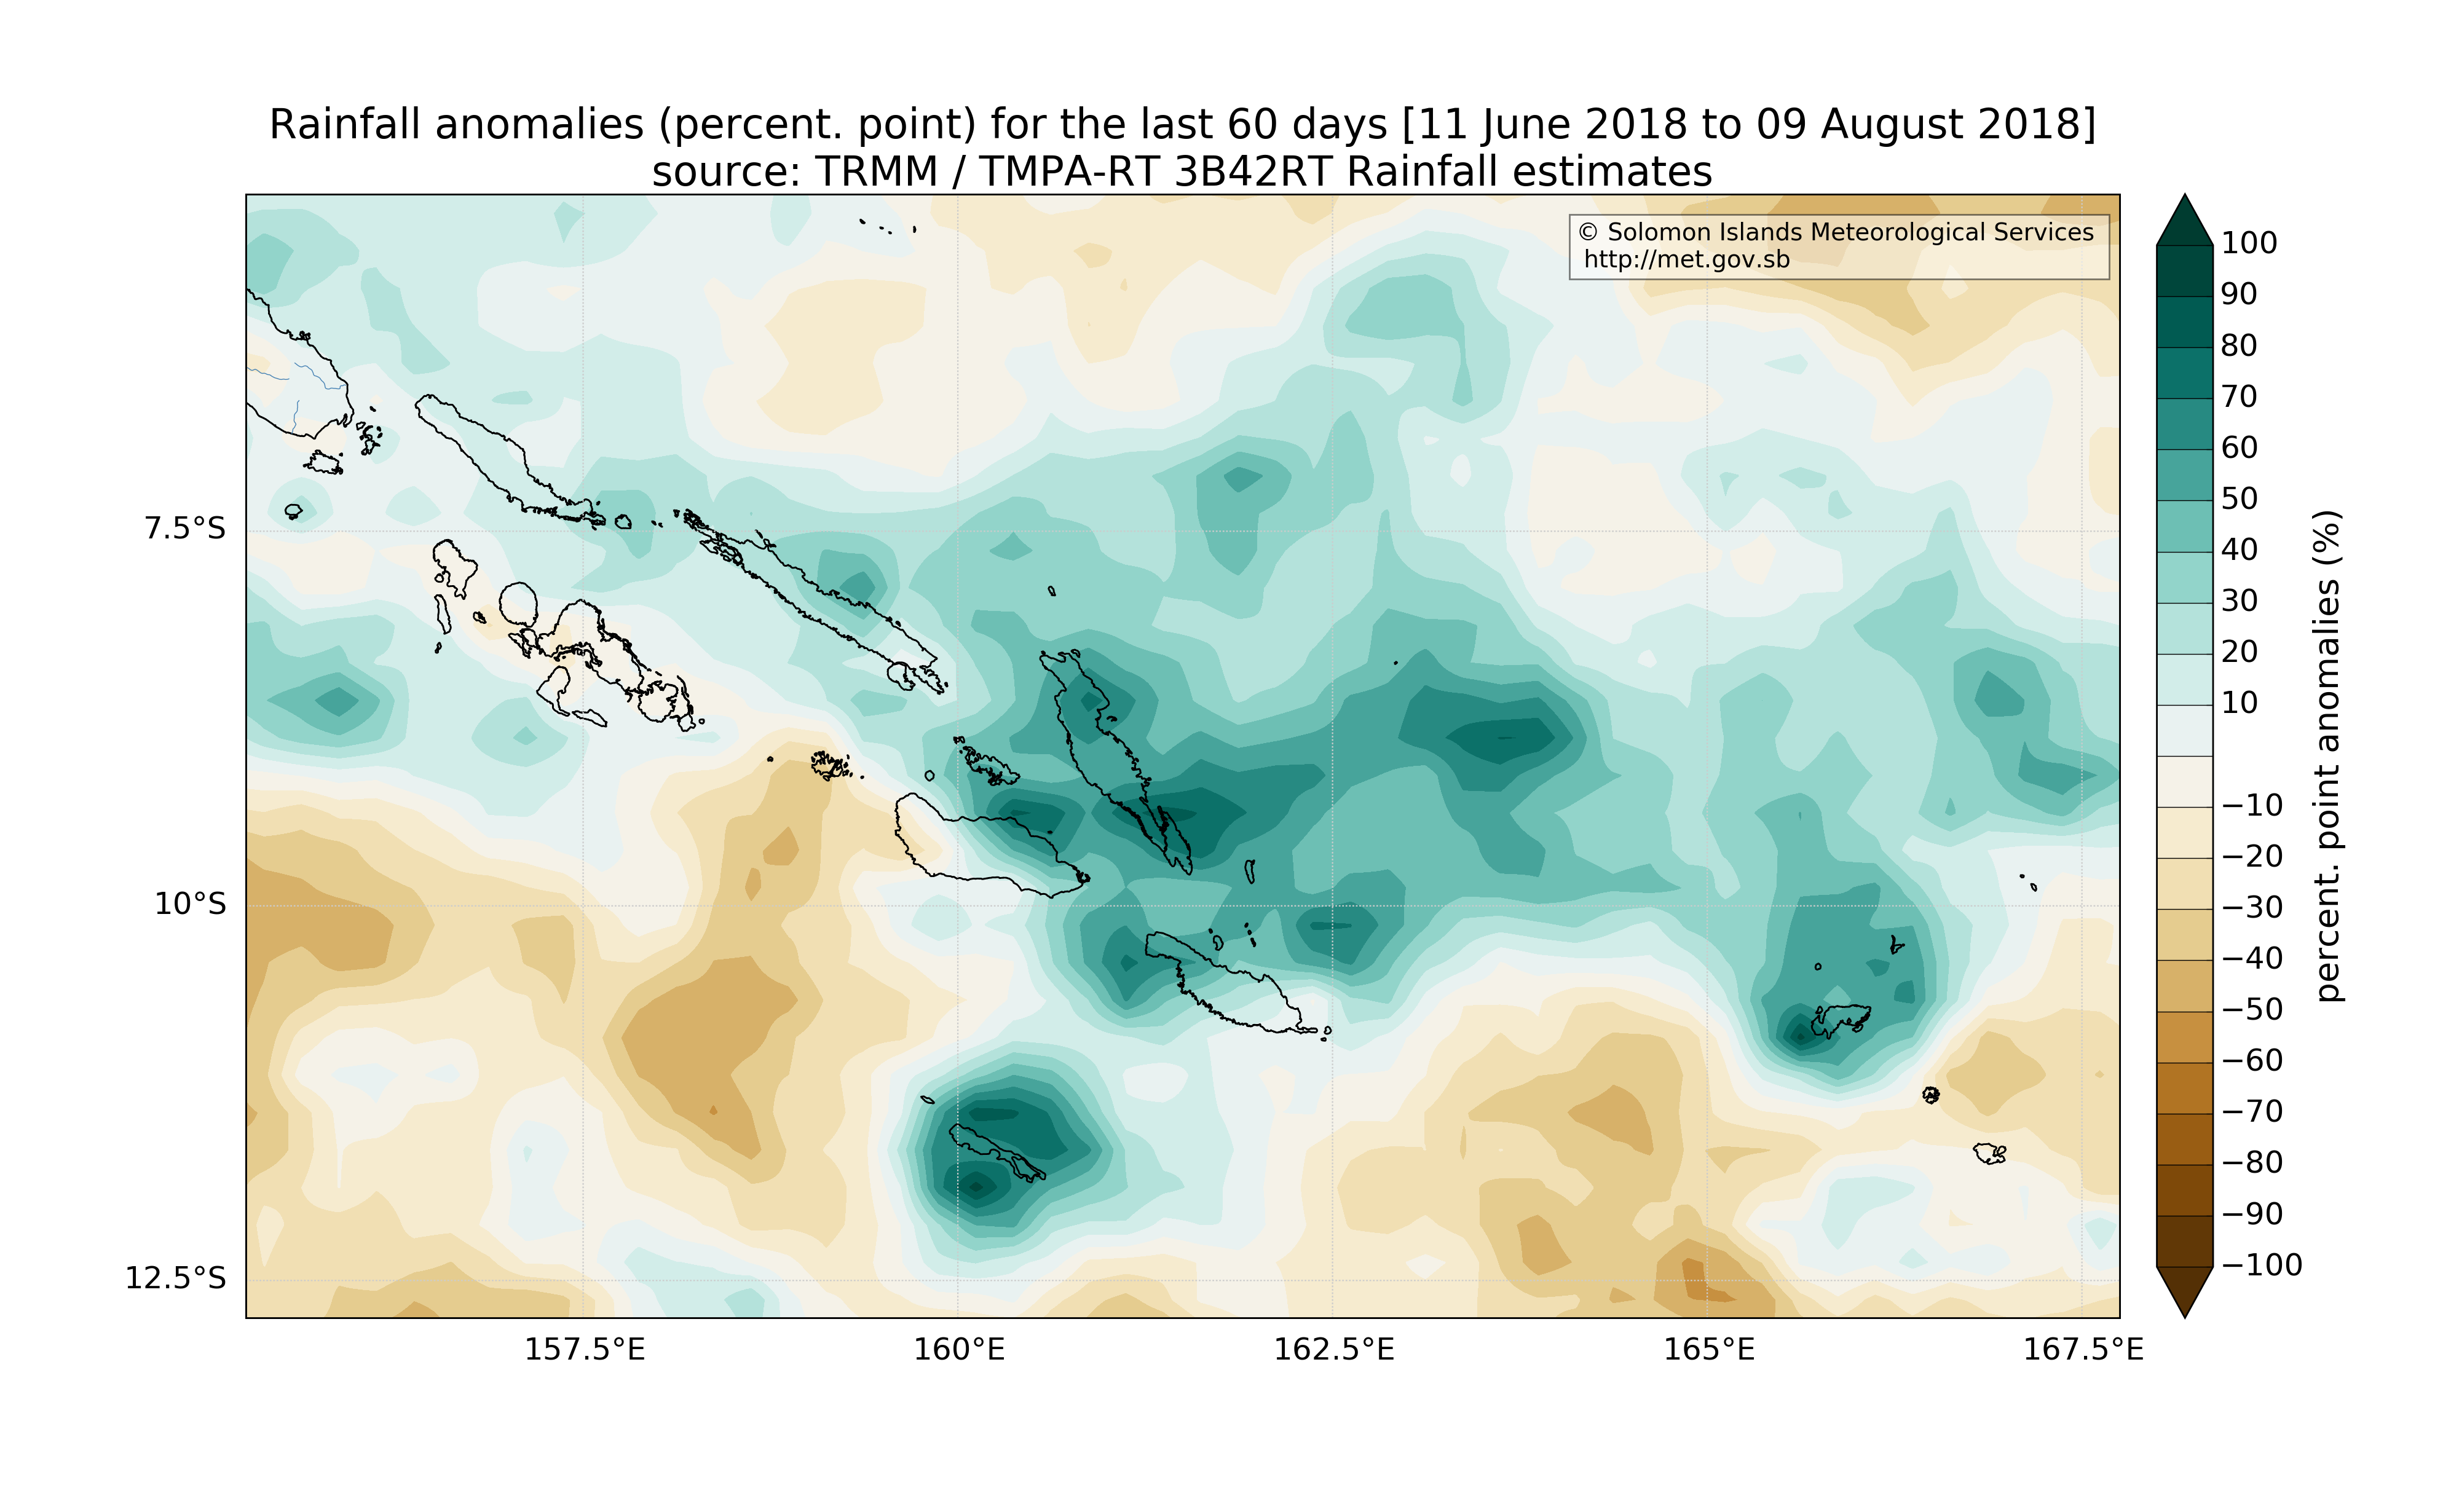 Rainfall anomalies (percent. point) for the last 60 days [11 June 2018 to 09 August 2018]
source: TRMM / TMPA-RT 3B42RT Rainfall estimates
© Solomon Islands Meteorological Services
http://met.gov.sb
7.5°S
10°S
12.5°S
157.5°E
160°E
162.5°E
165°E
167.5°E
100
90
80
70
60
50
40
30
20
10
−10
−20
−30
−40
−50
−60
−70
−80
−90
−100
percent. point anomalies (%)